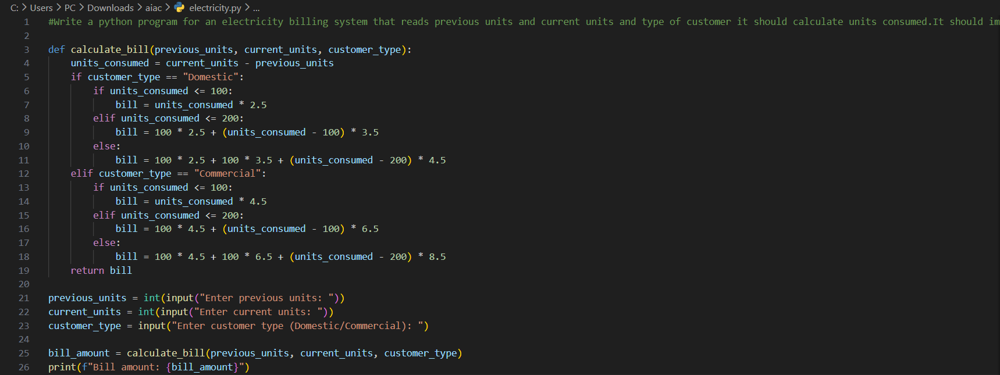 C: > Users > PC > Downloads > aiac > electricity.py > ...
1 #Write a python program for an electricity billing system that reads previous units and current units and type of customer it should calculate units consumed.It should im
2
3 def calculate_bill(previous_units, current_units, customer_type):
4     units_consumed = current_units - previous_units
5     if customer_type == "Domestic":
6         if units_consumed <= 100:
7             bill = units_consumed * 2.5
8         elif units_consumed <= 200:
9             bill = 100 * 2.5 + (units_consumed - 100) * 3.5
10         else:
11             bill = 100 * 2.5 + 100 * 3.5 + (units_consumed - 200) * 4.5
12     elif customer_type == "Commercial":
13         if units_consumed <= 100:
14             bill = units_consumed * 4.5
15         elif units_consumed <= 200:
16             bill = 100 * 4.5 + (units_consumed - 100) * 6.5
17         else:
18             bill = 100 * 4.5 + 100 * 6.5 + (units_consumed - 200) * 8.5
19     return bill
20
21 previous_units = int(input("Enter previous units: "))
22 current_units = int(input("Enter current units: "))
23 customer_type = input("Enter customer type (Domestic/Commercial): ")
24
25 bill_amount = calculate_bill(previous_units, current_units, customer_type)
26 print(f"Bill amount: {bill_amount}")